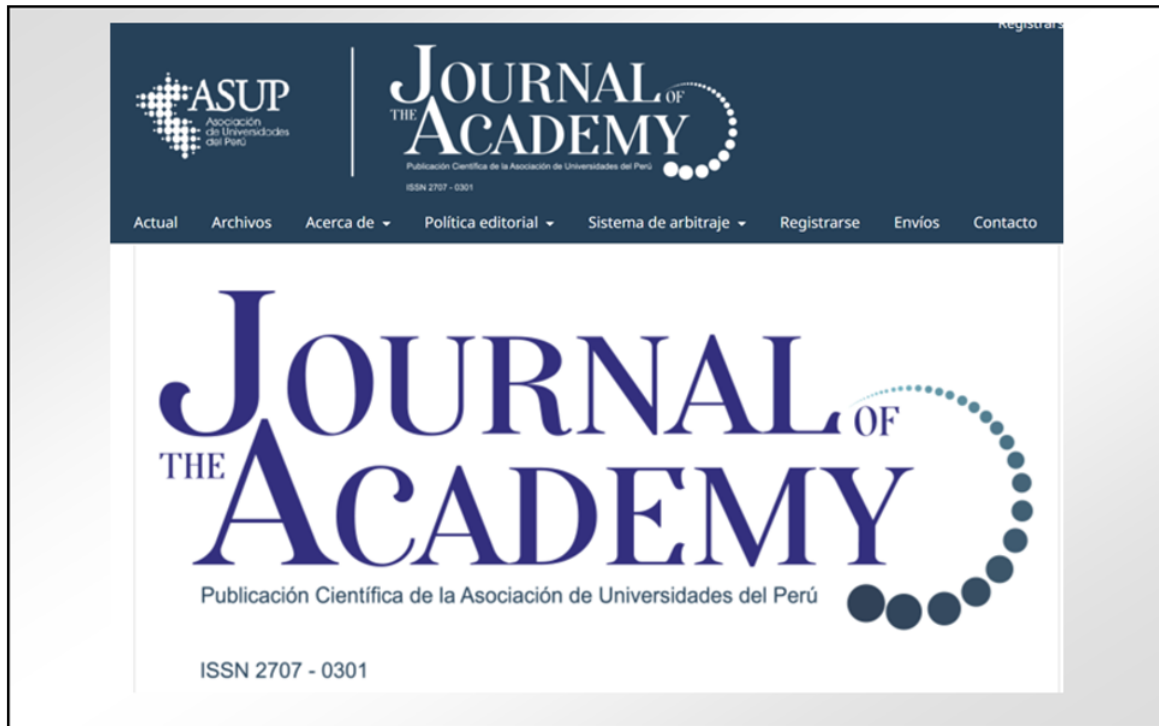 Registrars
ASUP
Asociación
de Universidades
del Perú
JOURNAL OF
THE ACADEMY
Publicación Científica de la Asociación de Universidades del Perú
ISSN 2707 - 0301
Actual Archivos Acerca de Política editorial Sistema de arbitraje Registrarse Envíos Contacto
JOURNAL OF
THE ACADEMY
Publicación Científica de la Asociación de Universidades del Perú
ISSN 2707 - 0301